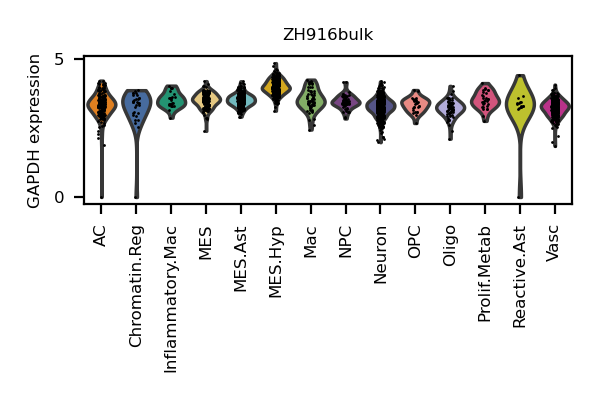 ZH916bulk
GAPDH expression
5
0
AC
Chromatin.Reg
Inflammatory.Mac
MES
MES.Ast
MES.Hyp
Mac
NPC
Neuron
OPC
Oligo
Prolif.Metab
Reactive.Ast
Vasc